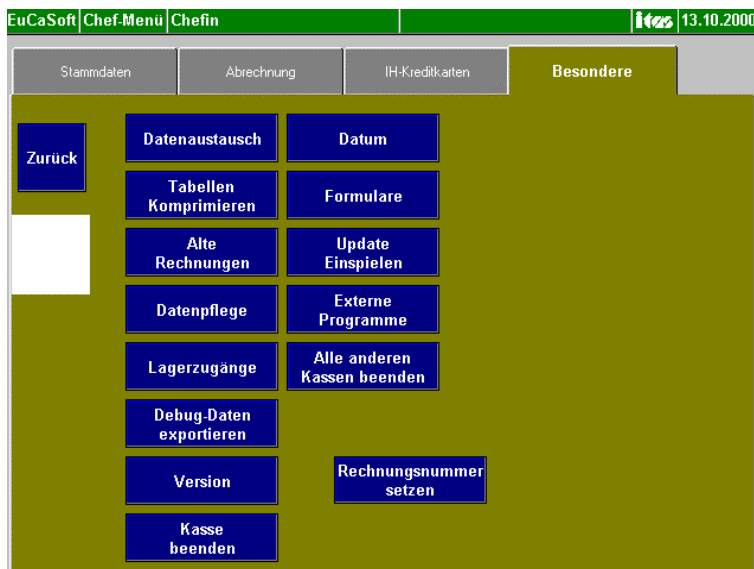 EuCaSoft Chef-Menü Chefin ites 13.10.2000
Stammdaten Abrechnung IH-Kreditkarten Besondere
Zurück
Datenaustausch Datum
Tabellen
Komprimieren
Formulare
Alte
Rechnungen
Update
Einspielen
Datenpflege
Externe
Programme
Lagerzugänge
Alle anderen
Kassen beenden
Debug-Daten
exportieren
Version
Rechnungsnummer
setzen
Kasse
beenden